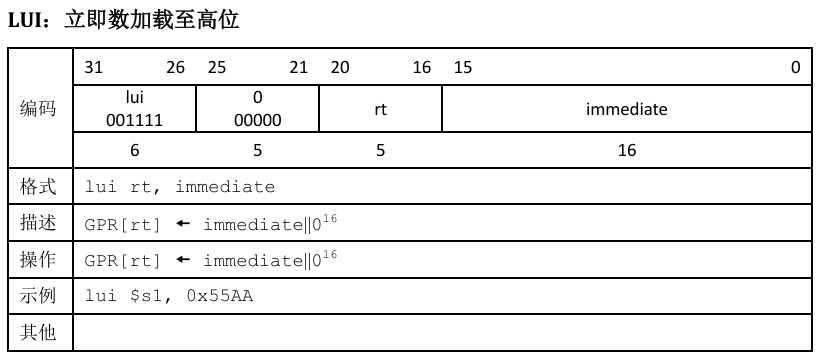 LUI：立即数加载至高位
31 26 25 21 20 16 15 0
编码
lui 0 rt immediate
001111 00000
6 5 5 16
格式 lui rt, immediate
描述 GPR[rt] ← immediate||0^16
操作 GPR[rt] ← immediate||0^16
示例 lui $s1, 0x55AA
其他